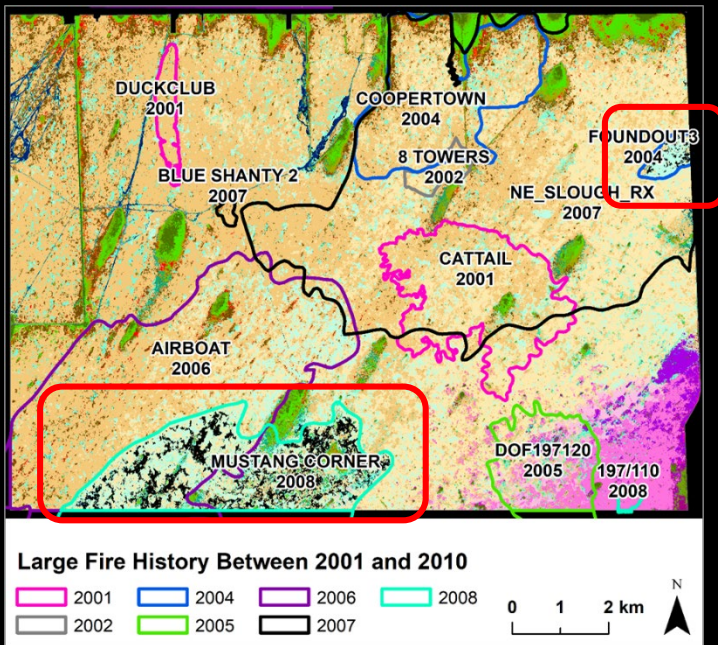 DUCKCLUB
2001
COOPERTOWN
2004
FOUNDOUT3
2004
8 TOWERS
2002
BLUE SHANTY 2
2007
NE_SLOUGH_RX
2007
CATTAIL
2001
AIRBOAT
2006
MUSTANG CORNER
2008
DOF197120
2005
197/110
2008
Large Fire History Between 2001 and 2010
2001 2004 2006 2008
2002 2005 2007
0 1 2 km
N